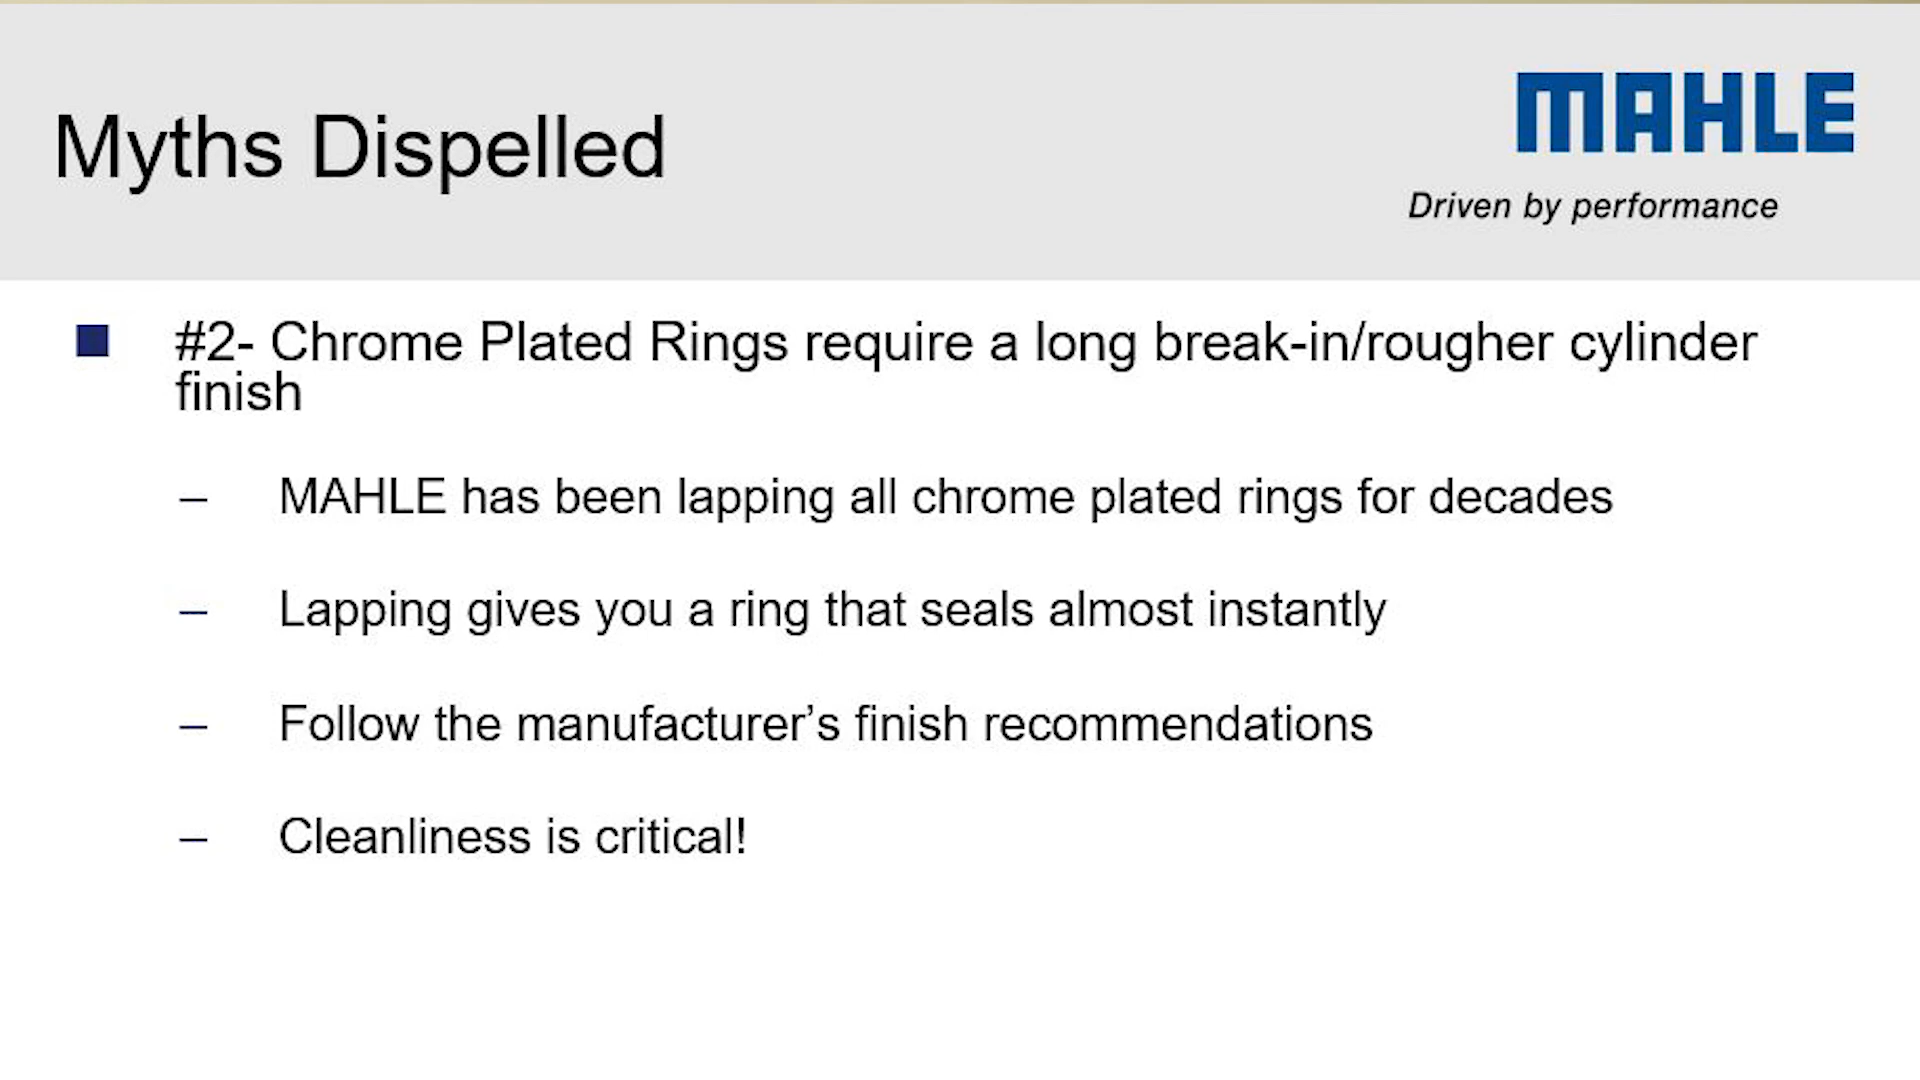 Myths Dispelled
MAHLE
Driven by performance
#2- Chrome Plated Rings require a long break-in/rougher cylinder
finish
– MAHLE has been lapping all chrome plated rings for decades
– Lapping gives you a ring that seals almost instantly
– Follow the manufacturer’s finish recommendations
– Cleanliness is critical!